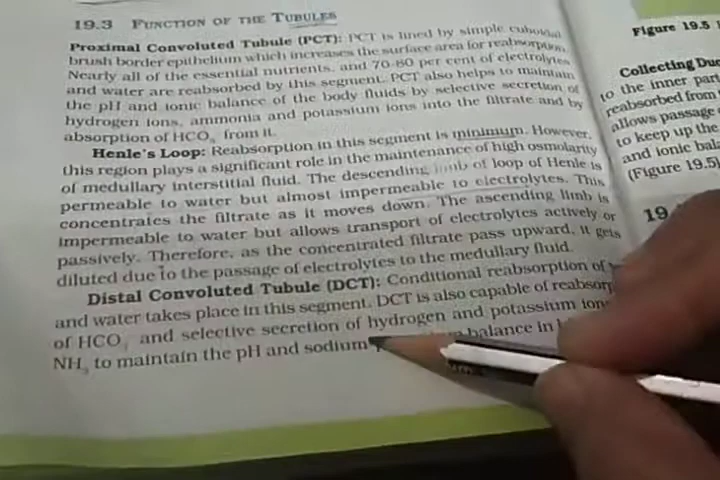 19.3 FUNCTION OF THE TUBULES
Proximal Convoluted Tubule (PCT): PCT is lined by simple cuboidal
brush border epithelium which increases the surface area for reabsorption.
Nearly all of the essential nutrients, and 70-80 per cent of electrolytes
and water are reabsorbed by this segment. PCT also helps to maintain
the pH and ionic balance of the body fluids by selective secretion of
hydrogen ions, ammonia and potassium ions into the filtrate and by
absorption of HCO₃⁻ from it.
Henle's Loop: Reabsorption in this segment is minimum. However,
this region plays a significant role in the maintenance of high osmolarity
of medullary interstitial fluid. The descending limb of loop of Henle is
permeable to water but almost impermeable to electrolytes. This
concentrates the filtrate as it moves down. The ascending limb is
impermeable to water but allows transport of electrolytes actively or
passively. Therefore, as the concentrated filtrate pass upward, it gets
diluted due to the passage of electrolytes to the medullary fluid.
Distal Convoluted Tubule (DCT): Conditional reabsorption of
and water takes place in this segment. DCT is also capable of reabsorp
of HCO₃⁻ and selective secretion of hydrogen and potassium ions
NH₃ to maintain the pH and sodium balance in
Figure 19.5
Collecting Duc
to the inner part
reabsorbed from
allows passage
to keep up the
and ionic bala
(Figure 19.5)
19